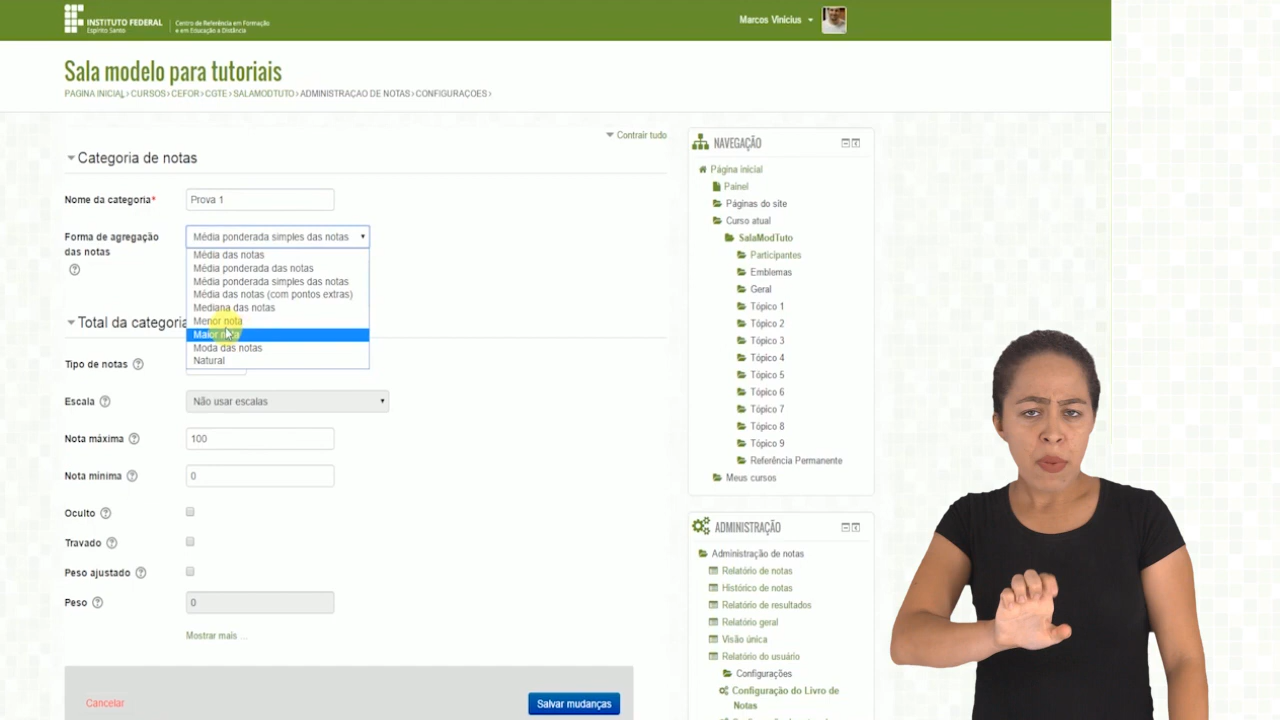 INSTITUTO FEDERAL
Espírito Santo
Centro de Referência em Formação
e em Educação a Distância
Marcos Vinicius
Sala modelo para tutoriais
PÁGINA INICIAL › CURSOS › CEFOR › CGTE › SALAMODTUTO › ADMINISTRAÇÃO DE NOTAS › CONFIGURAÇÕES ›
Contrair tudo
Categoria de notas
Nome da categoria*
Prova 1
Forma de agregação
das notas
Média ponderada simples das notas
Média das notas
Média ponderada das notas
Média ponderada simples das notas
Média das notas (com pontos extras)
Mediana das notas
Menor nota
Maior nota
Moda das notas
Natural
Total da categoria
Tipo de notas
Escala
Não usar escalas
Nota máxima
100
Nota mínima
0
Oculto
Travado
Peso ajustado
Peso
0
Mostrar mais ...
Cancelar
Salvar mudanças
NAVEGAÇÃO
Página inicial
Painel
Páginas do site
Curso atual
SalaModTuto
Participantes
Emblemas
Geral
Tópico 1
Tópico 2
Tópico 3
Tópico 4
Tópico 5
Tópico 6
Tópico 7
Tópico 8
Tópico 9
Referência Permanente
Meus cursos
ADMINISTRAÇÃO
Administração de notas
Relatório de notas
Histórico de notas
Relatório de resultados
Relatório geral
Visão única
Relatório do usuário
Configurações
Configuração do Livro de
Notas